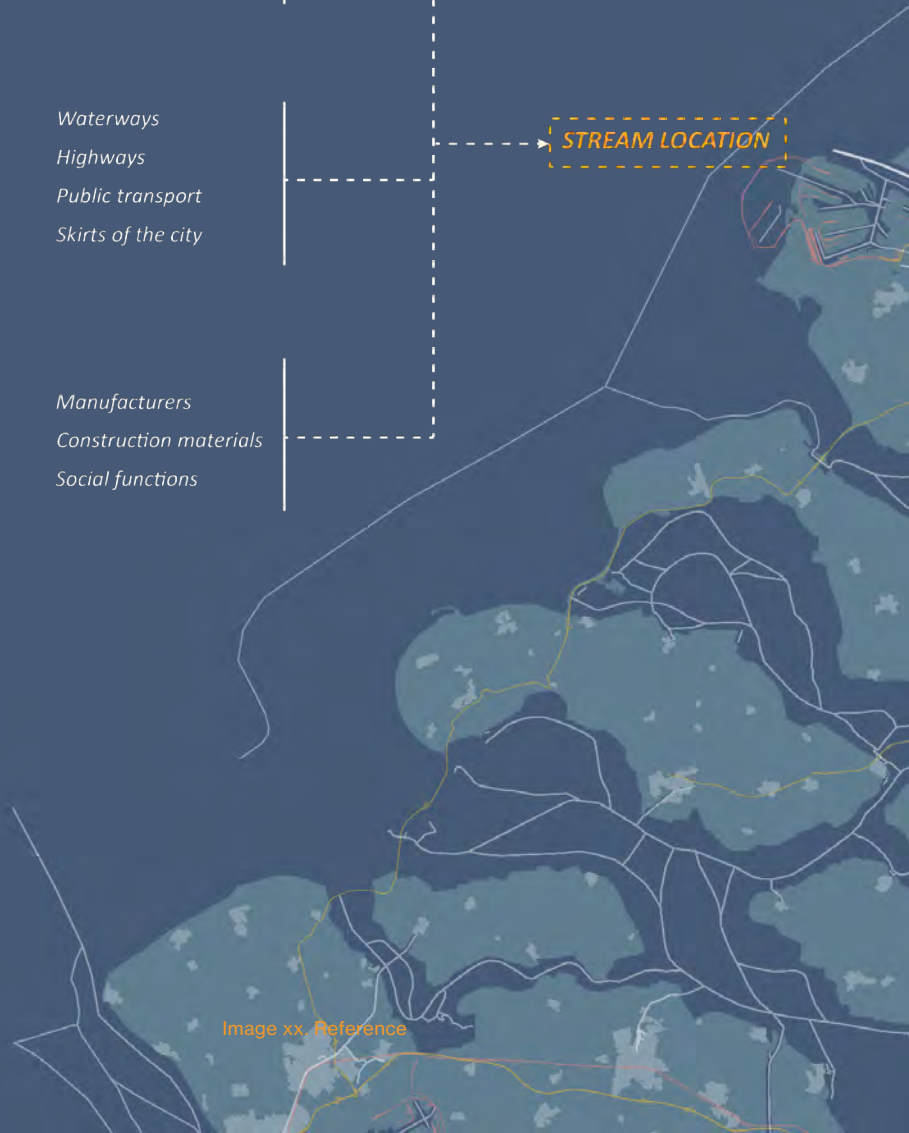 Waterways
Highways
Public transport
Skirts of the city
STREAM LOCATION
Manufacturers
Construction materials
Social functions
Image xx. Reference